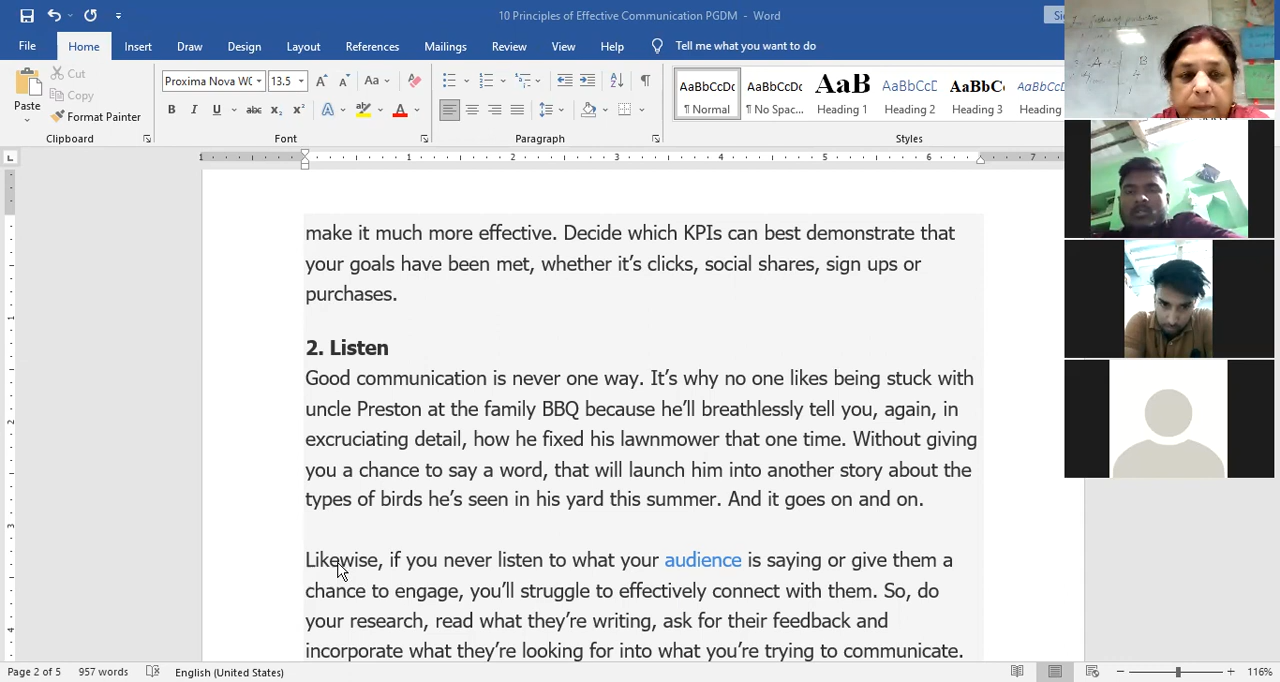 10 Principles of Effective Communication PGDM - Word
File Home Insert Draw Design Layout References Mailings Review View Help Tell me what you want to do
Paste
Cut
Copy
Format Painter
Clipboard
Proxima Nova W0 13.5
Font
Paragraph
AaBbCcDc AaBbCcDc AaB AaBbCcD AaBbC AaBbCcD
¶ Normal ¶ No Spac... Heading 1 Heading 2 Heading 3 Heading
Styles
1 1 2 3 4 5 6 7
make it much more effective. Decide which KPIs can best demonstrate that
your goals have been met, whether it’s clicks, social shares, sign ups or
purchases.
2. Listen
Good communication is never one way. It’s why no one likes being stuck with
uncle Preston at the family BBQ because he’ll breathlessly tell you, again, in
excruciating detail, how he fixed his lawnmower that one time. Without giving
you a chance to say a word, that will launch him into another story about the
types of birds he’s seen in his yard this summer. And it goes on and on.
Likewise, if you never listen to what your audience is saying or give them a
chance to engage, you’ll struggle to effectively connect with them. So, do
your research, read what they’re writing, ask for their feedback and
incorporate what they’re looking for into what you’re trying to communicate.
Page 2 of 5 957 words English (United States) 116%